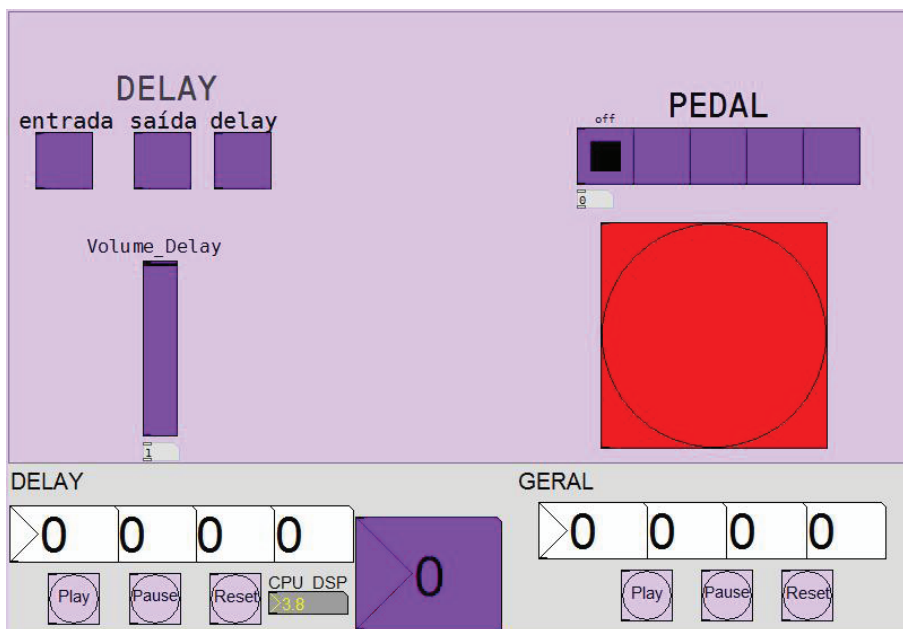 DELAY
entrada saída delay
PEDAL
off
0
Volume_Delay
1
DELAY
0 0 0 0
Play Pause Reset
CPU_DSP
3.8
0
GERAL
0 0 0 0
Play Pause Reset